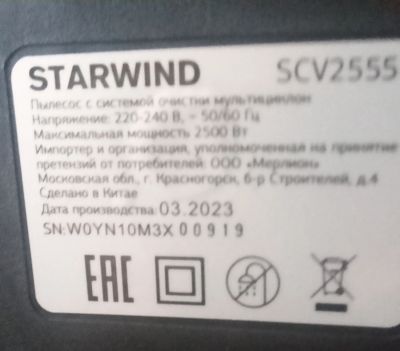 STARWIND SCV2555
Пылесос с системой очистки мультициклон
Напряжение: 220-240 В, ~ 50/60 Гц
Максимальная мощность 2500 Вт
Импортер и организация, уполномоченная на принятие
претензий от потребителей: ООО «Мерлион»
Московская обл., г. Красногорск, б-р Строителей, д.4
Сделано в Китае
Дата производства: 03.2023
SN:W0YN10M3X00919
EAC